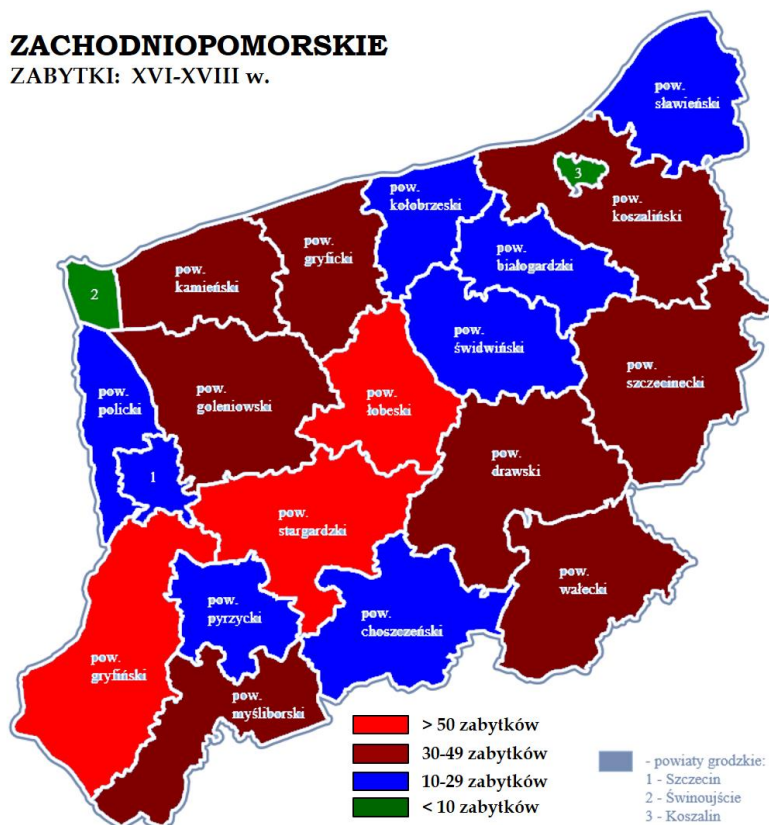 ZACHODNIOPOMORSKIE
ZABYTKI: XVI-XVIII w.
pow.
sławieński
3
pow.
koszaliński
pow.
kołobrzeski
pow.
białogardzki
pow.
gryficki
pow.
kamieński
2
pow.
świdwiński
pow.
szczecinecki
pow.
policki
pow.
goleniowski
pow.
łobeski
pow.
drawski
1
pow.
stargardzki
pow.
wałecki
pow.
pyrzycki
pow.
choszczeński
pow.
gryfiński
pow.
myśliborski
> 50 zabytków
30-49 zabytków
10-29 zabytków
< 10 zabytków
- powiaty grodzkie:
1 - Szczecin
2 - Świnoujście
3 - Koszalin